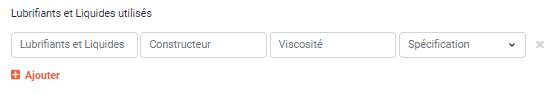 Lubrifiants et Liquides utilisés
Lubrifiants et Liquides Constructeur Viscosité Spécification
Ajouter